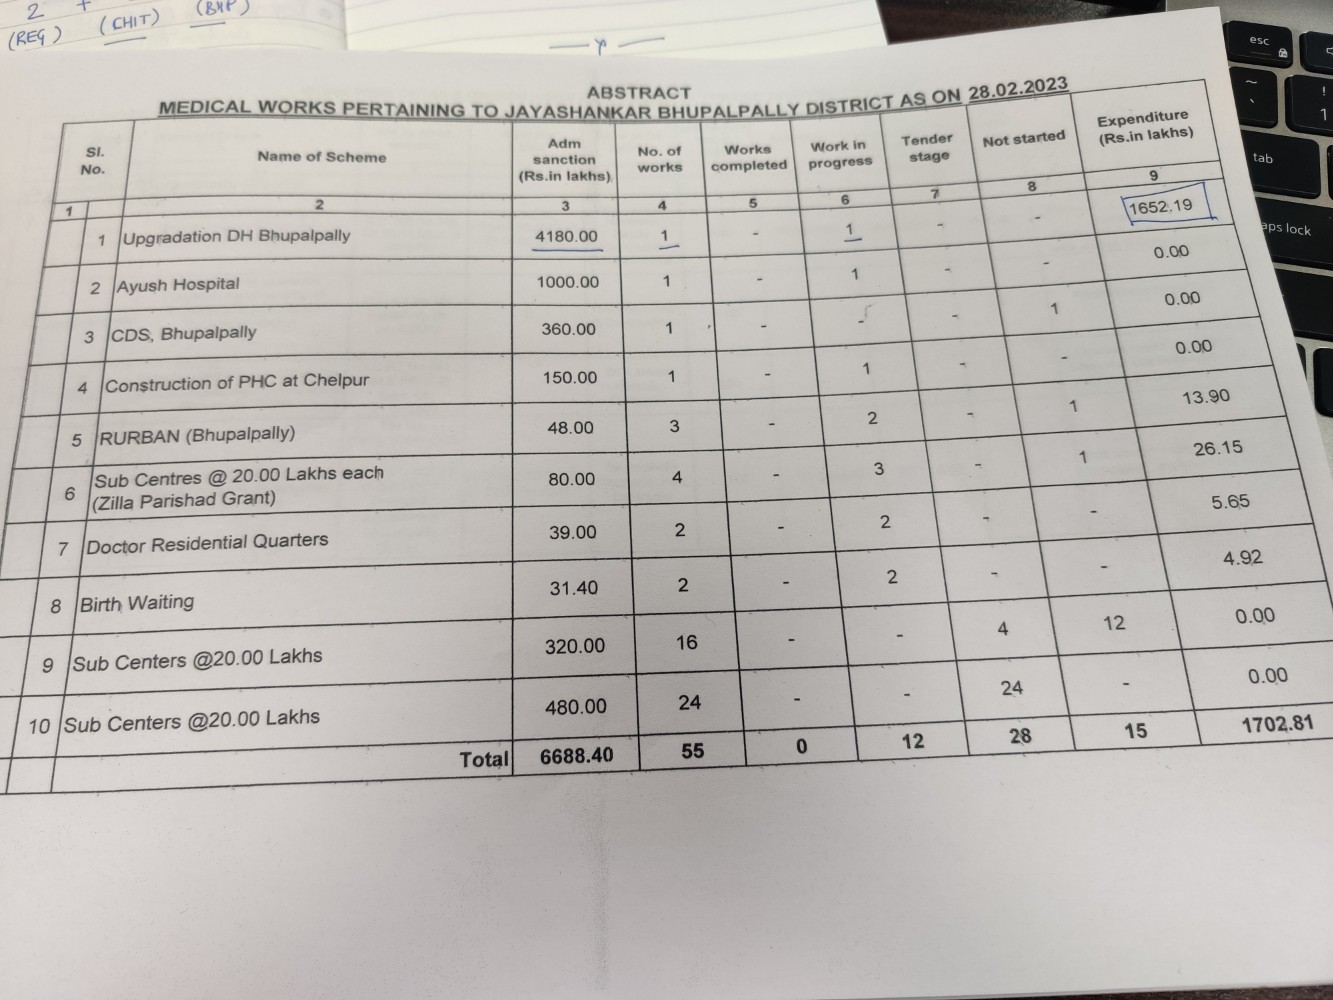 2 +
(REG) (CHIT) (BHP)
ABSTRACT
MEDICAL WORKS PERTAINING TO JAYASHANKAR BHUPALPALLY DISTRICT AS ON 28.02.2023
Sl. No. Name of Scheme Adm sanction (Rs.in lakhs) No. of works Works completed Work in progress Tender stage Not started Expenditure (Rs.in lakhs)
1 2 3 4 5 6 7 8 9
1 Upgradation DH Bhupalpally 4180.00 1 - 1 - - 1652.19
2 Ayush Hospital 1000.00 1 - 1 - - 0.00
3 CDS, Bhupalpally 360.00 1 - - - 1 0.00
4 Construction of PHC at Chelpur 150.00 1 - 1 - - 0.00
5 RURBAN (Bhupalpally) 48.00 3 - 2 - 1 13.90
6 Sub Centres @ 20.00 Lakhs each (Zilla Parishad Grant) 80.00 4 - 3 - 1 26.15
7 Doctor Residential Quarters 39.00 2 - 2 - - 5.65
8 Birth Waiting 31.40 2 - 2 - - 4.92
9 Sub Centers @20.00 Lakhs 320.00 16 - - 4 12 0.00
10 Sub Centers @20.00 Lakhs 480.00 24 - - 24 - 0.00
Total 6688.40 55 0 12 28 15 1702.81
esc
~
!
1
tab
aps lock